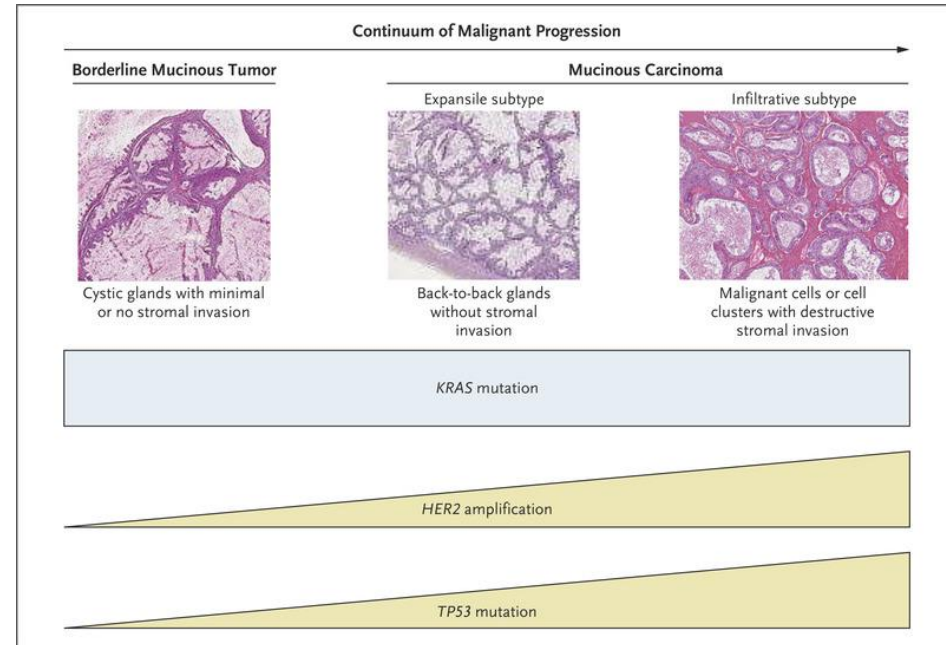 Continuum of Malignant Progression
Borderline Mucinous Tumor
Mucinous Carcinoma
Expansile subtype
Infiltrative subtype
Cystic glands with minimal
or no stromal invasion
Back-to-back glands
without stromal
invasion
Malignant cells or cell
clusters with destructive
stromal invasion
KRAS mutation
HER2 amplification
TP53 mutation